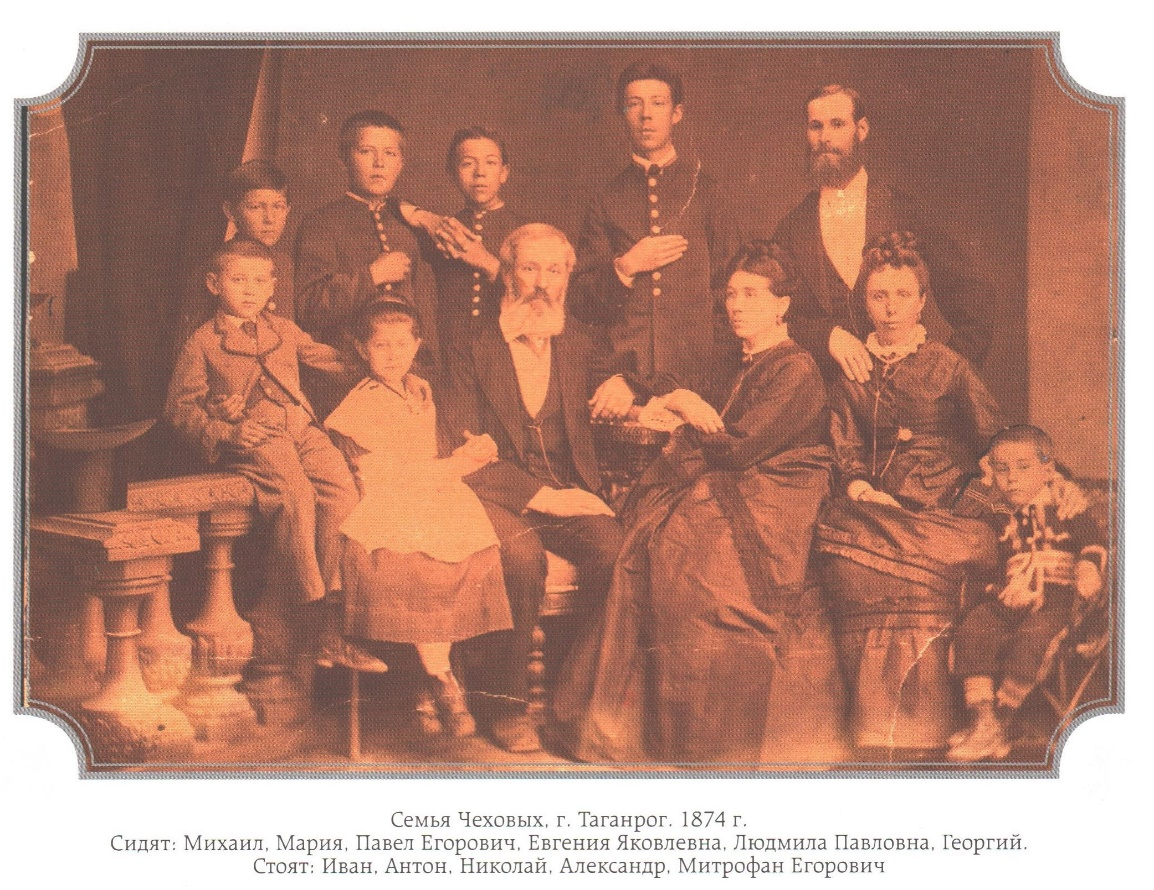 Семья Чеховых, г. Таганрог. 1874 г.
Сидят: Михаил, Мария, Павел Егорович, Евгения Яковлевна, Людмила Павловна, Георгий.
Стоят: Иван, Антон, Николай, Александр, Митрофан Егорович